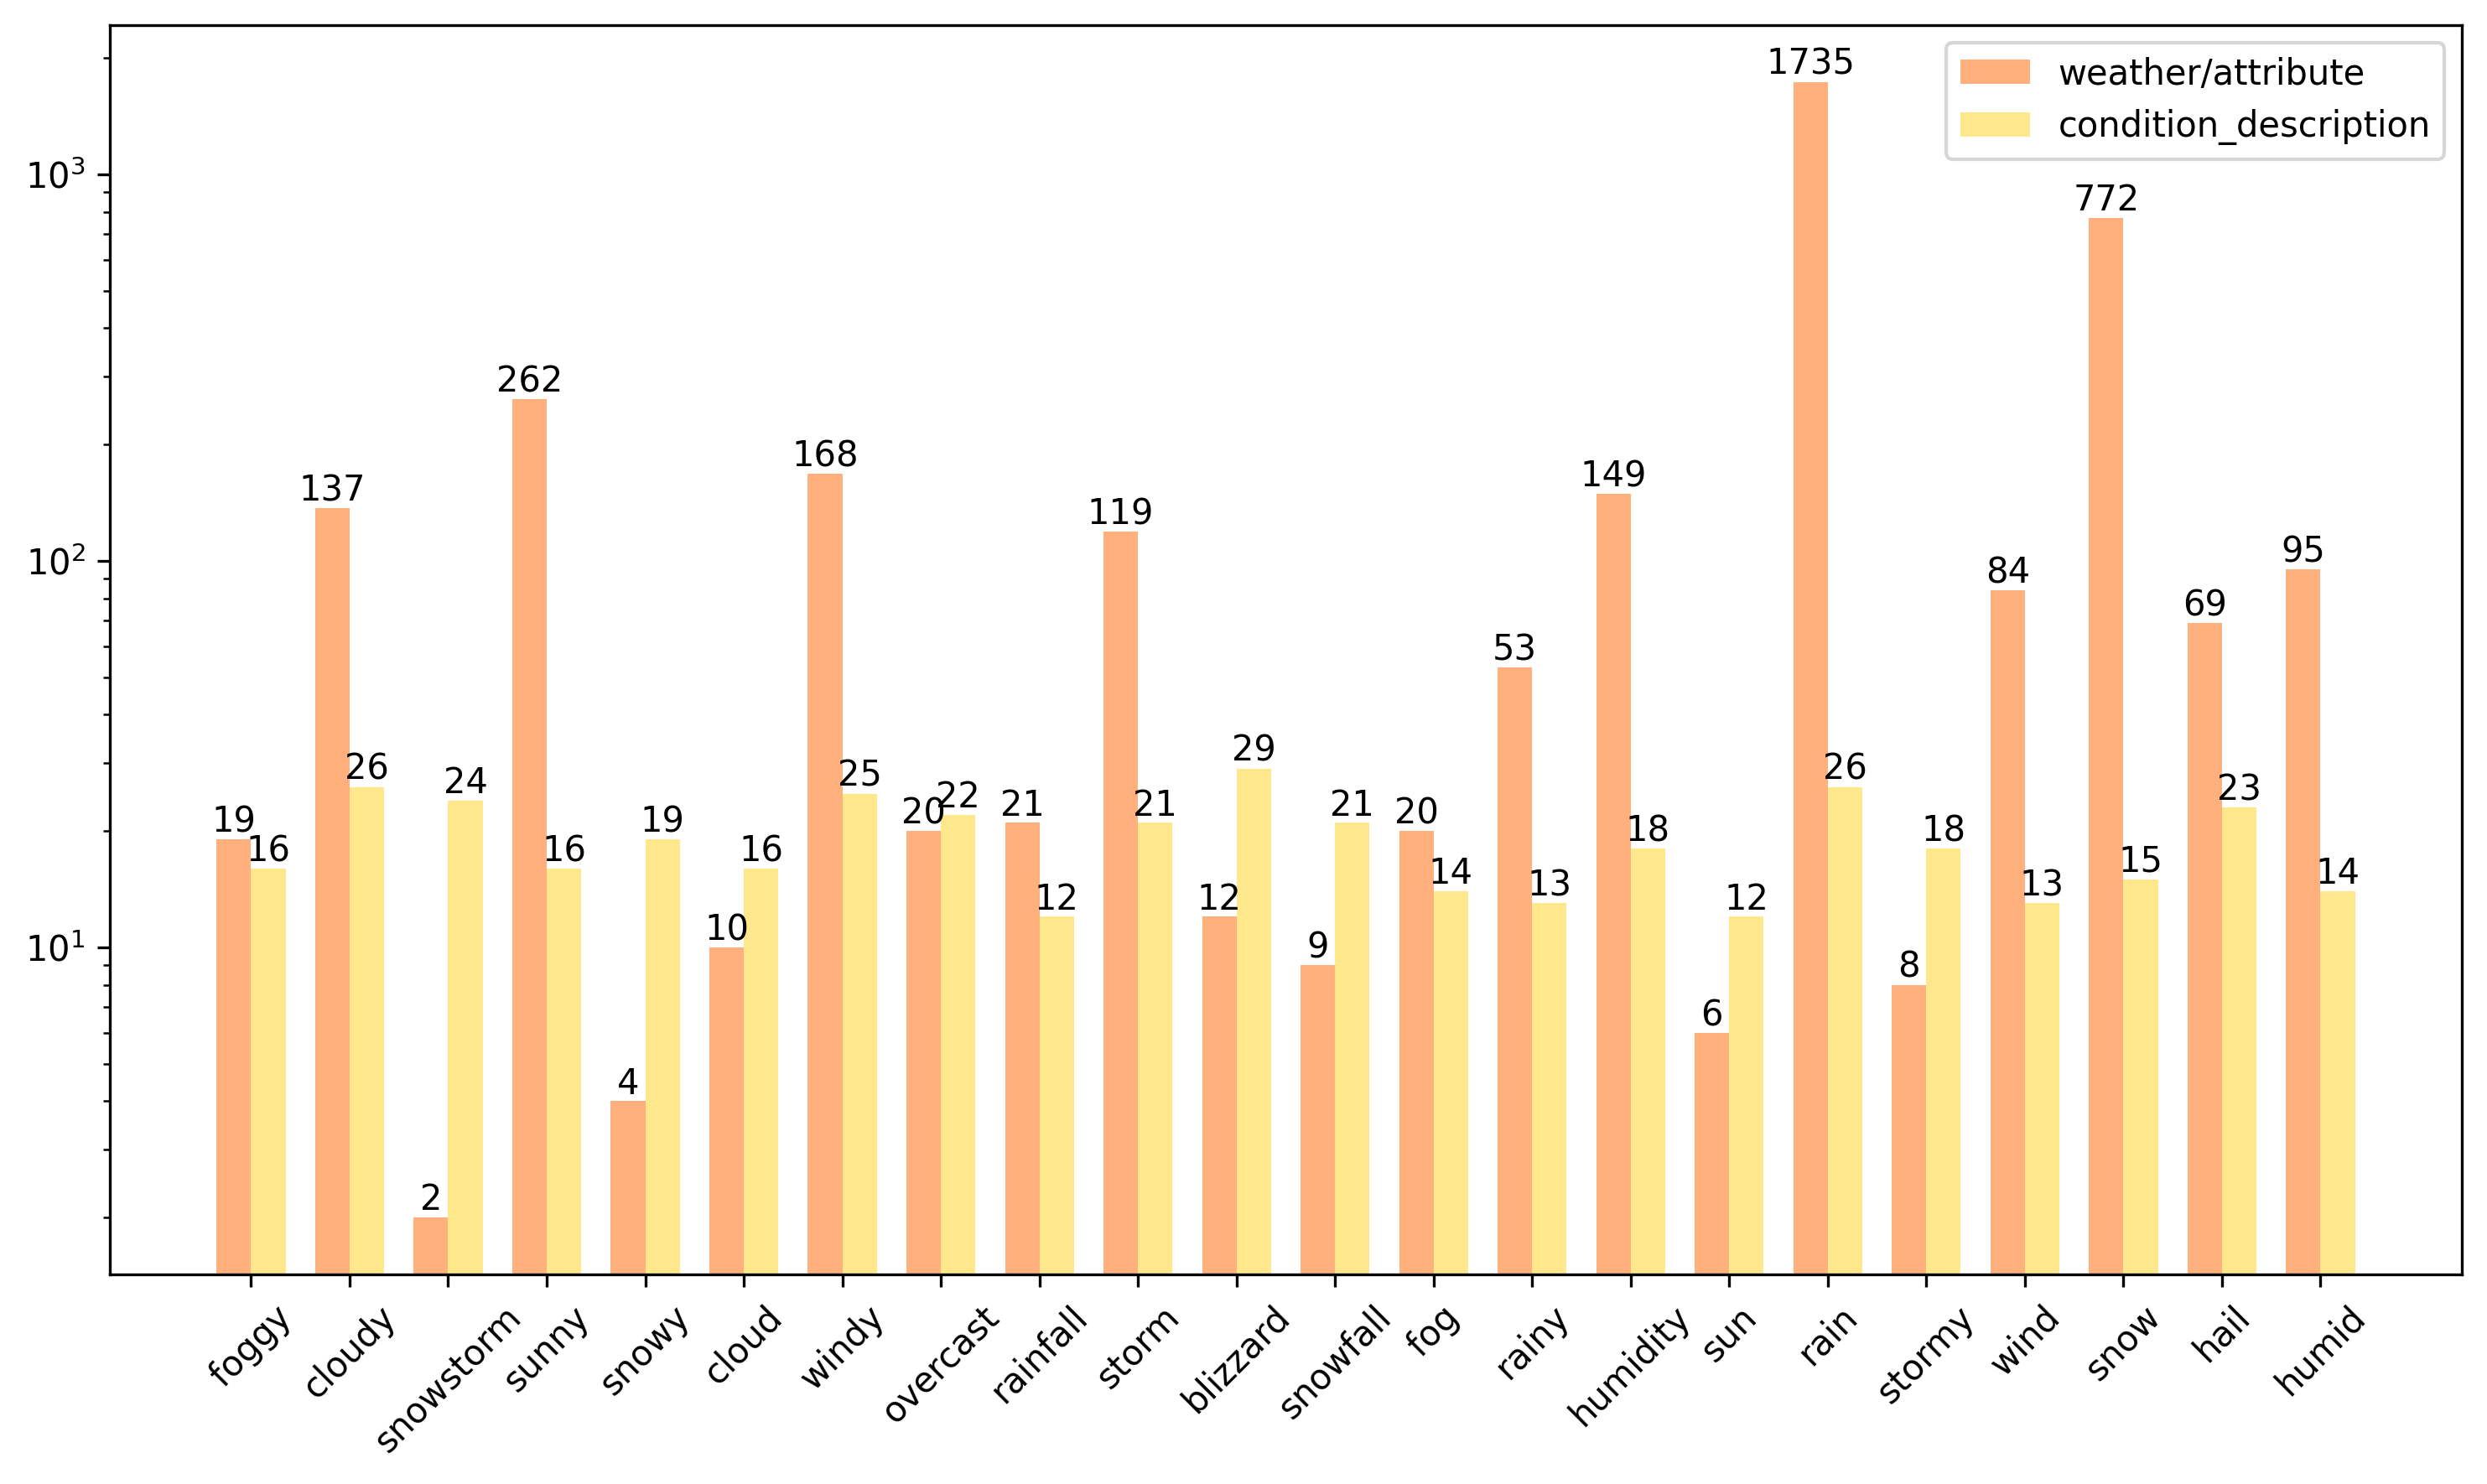 weather/attribute
condition_description
10³
10²
10¹
19
16
137
26
2
24
262
16
4
19
10
16
168
25
20
22
21
12
119
21
12
29
9
21
20
14
53
13
149
18
6
12
1735
26
8
18
84
13
772
15
69
23
95
14
foggy
cloudy
snowstorm
sunny
snowy
cloud
windy
overcast
rainfall
storm
blizzard
snowfall
fog
rainy
humidity
sun
rain
stormy
wind
snow
hail
humid